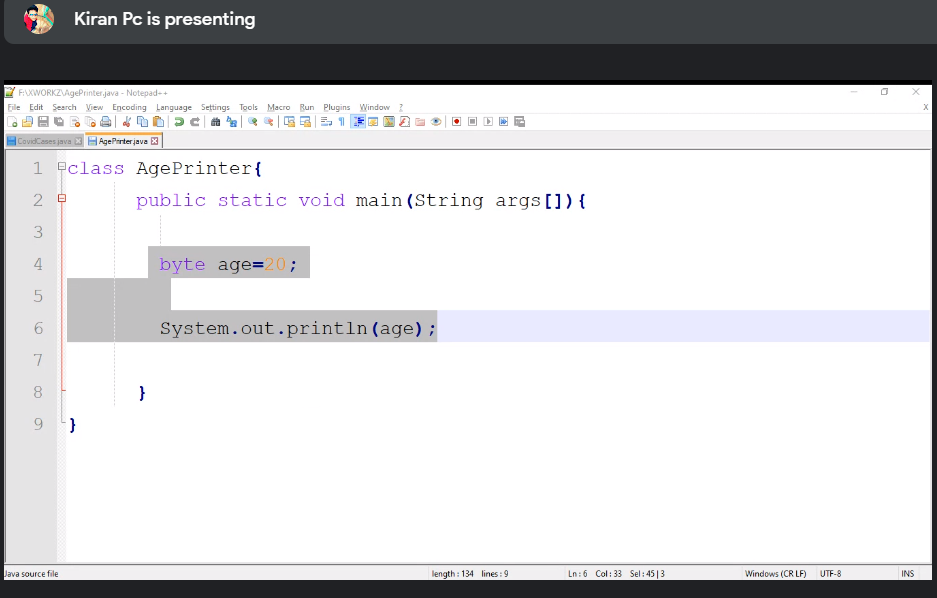 Kiran Pc is presenting
F:\XWORKZ\AgePrinter.java - Notepad++
File Edit Search View Encoding Language Settings Tools Macro Run Plugins Window ? X
CovidCases.java AgePrinter.java
1 class AgePrinter{
2 public static void main(String args[]){
3
4 byte age=20;
5
6 System.out.println(age);
7
8 }
9 }
Java source file length : 134 lines : 9 Ln : 6 Col : 33 Sel : 45 | 3 Windows (CR LF) UTF-8 INS